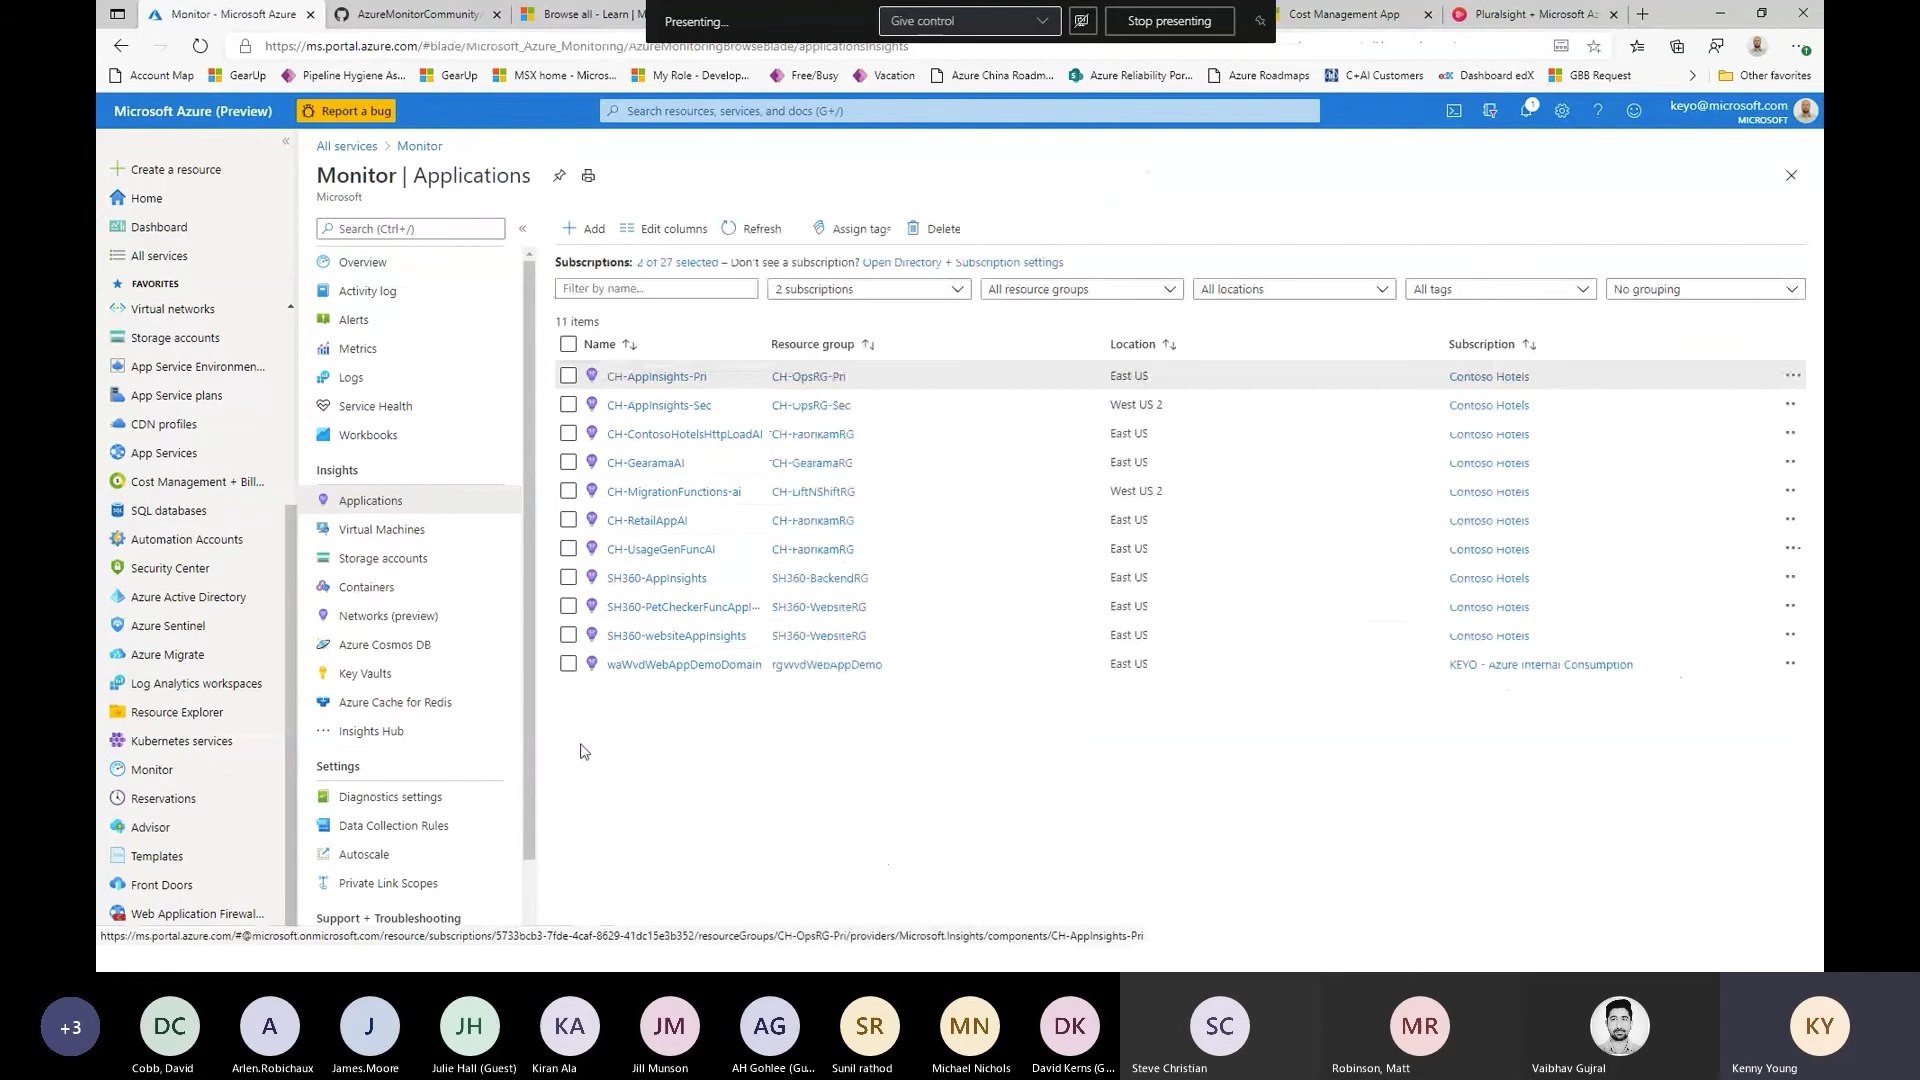 Monitor - Microsoft Azure
AzureMonitorCommunity
Browse all - Learn | M
Presenting...
Give control
Stop presenting
Cost Management App
Pluralsight + Microsoft Az
https://ms.portal.azure.com/#blade/Microsoft_Azure_Monitoring/AzureMonitoringBrowseBlade/applicationsInsights
Account Map
GearUp
Pipeline Hygiene As...
GearUp
MSX home - Micros...
My Role - Develop...
Free/Busy
Vacation
Azure China Roadm...
Azure Reliability Por...
Azure Roadmaps
C+AI Customers
Dashboard edX
GBB Request
Other favorites
Microsoft Azure (Preview)
Report a bug
Search resources, services, and docs (G+/)
1
keyo@microsoft.com
MICROSOFT
Create a resource
Home
Dashboard
All services
FAVORITES
Virtual networks
Storage accounts
App Service Environmen...
App Service plans
CDN profiles
App Services
Cost Management + Bill...
SQL databases
Automation Accounts
Security Center
Azure Active Directory
Azure Sentinel
Azure Migrate
Log Analytics workspaces
Resource Explorer
Kubernetes services
Monitor
Reservations
Advisor
Templates
Front Doors
Web Application Firewal...
All services > Monitor
Monitor | Applications
Microsoft
Search (Ctrl+/)
Overview
Activity log
Alerts
Metrics
Logs
Service Health
Workbooks
Insights
Applications
Virtual Machines
Storage accounts
Containers
Networks (preview)
Azure Cosmos DB
Key Vaults
Azure Cache for Redis
Insights Hub
Settings
Diagnostics settings
Data Collection Rules
Autoscale
Private Link Scopes
Support + Troubleshooting
Add
Edit columns
Refresh
Assign tags
Delete
Subscriptions: 2 of 27 selected – Don't see a subscription? Open Directory + Subscription settings
Filter by name...
2 subscriptions
All resource groups
All locations
All tags
No grouping
11 items
Name Resource group Location Subscription
CH-AppInsights-Pri CH-OpsRG-Pri East US Contoso Hotels
CH-AppInsights-Sec CH-OpsRG-Sec West US 2 Contoso Hotels
CH-ContosoHotelsHttpLoadAI CH-FabrikamRG East US Contoso Hotels
CH-GearamaAI CH-GearamaRG East US Contoso Hotels
CH-MigrationFunctions-ai CH-LiftNShiftRG West US 2 Contoso Hotels
CH-RetailAppAI CH-FabrikamRG East US Contoso Hotels
CH-UsageGenFuncAI CH-FabrikamRG East US Contoso Hotels
SH360-AppInsights SH360-BackendRG East US Contoso Hotels
SH360-PetCheckerFuncAppI... SH360-WebsiteRG East US Contoso Hotels
SH360-websiteAppInsights SH360-WebsiteRG East US Contoso Hotels
waWvdWebAppDemoDomain rgWvdWebAppDemo East US KEYO - Azure Internal Consumption
https://ms.portal.azure.com/#@microsoft.onmicrosoft.com/resource/subscriptions/5733bcb3-7fde-4caf-8629-41dc15e3b352/resourceGroups/CH-OpsRG-Pri/providers/Microsoft.Insights/components/CH-AppInsights-Pri
+3
DC
A
J
JH
KA
JM
AG
SR
MN
DK
SC
MR
KY
Cobb, David
Arlen.Robichaux
James.Moore
Julie Hall (Guest)
Kiran Ala
Jill Munson
AH Gohlee (Gu...
Sunil rathod
Michael Nichols
David Kerns (G...
Steve Christian
Robinson, Matt
Vaibhav Gujral
Kenny Young